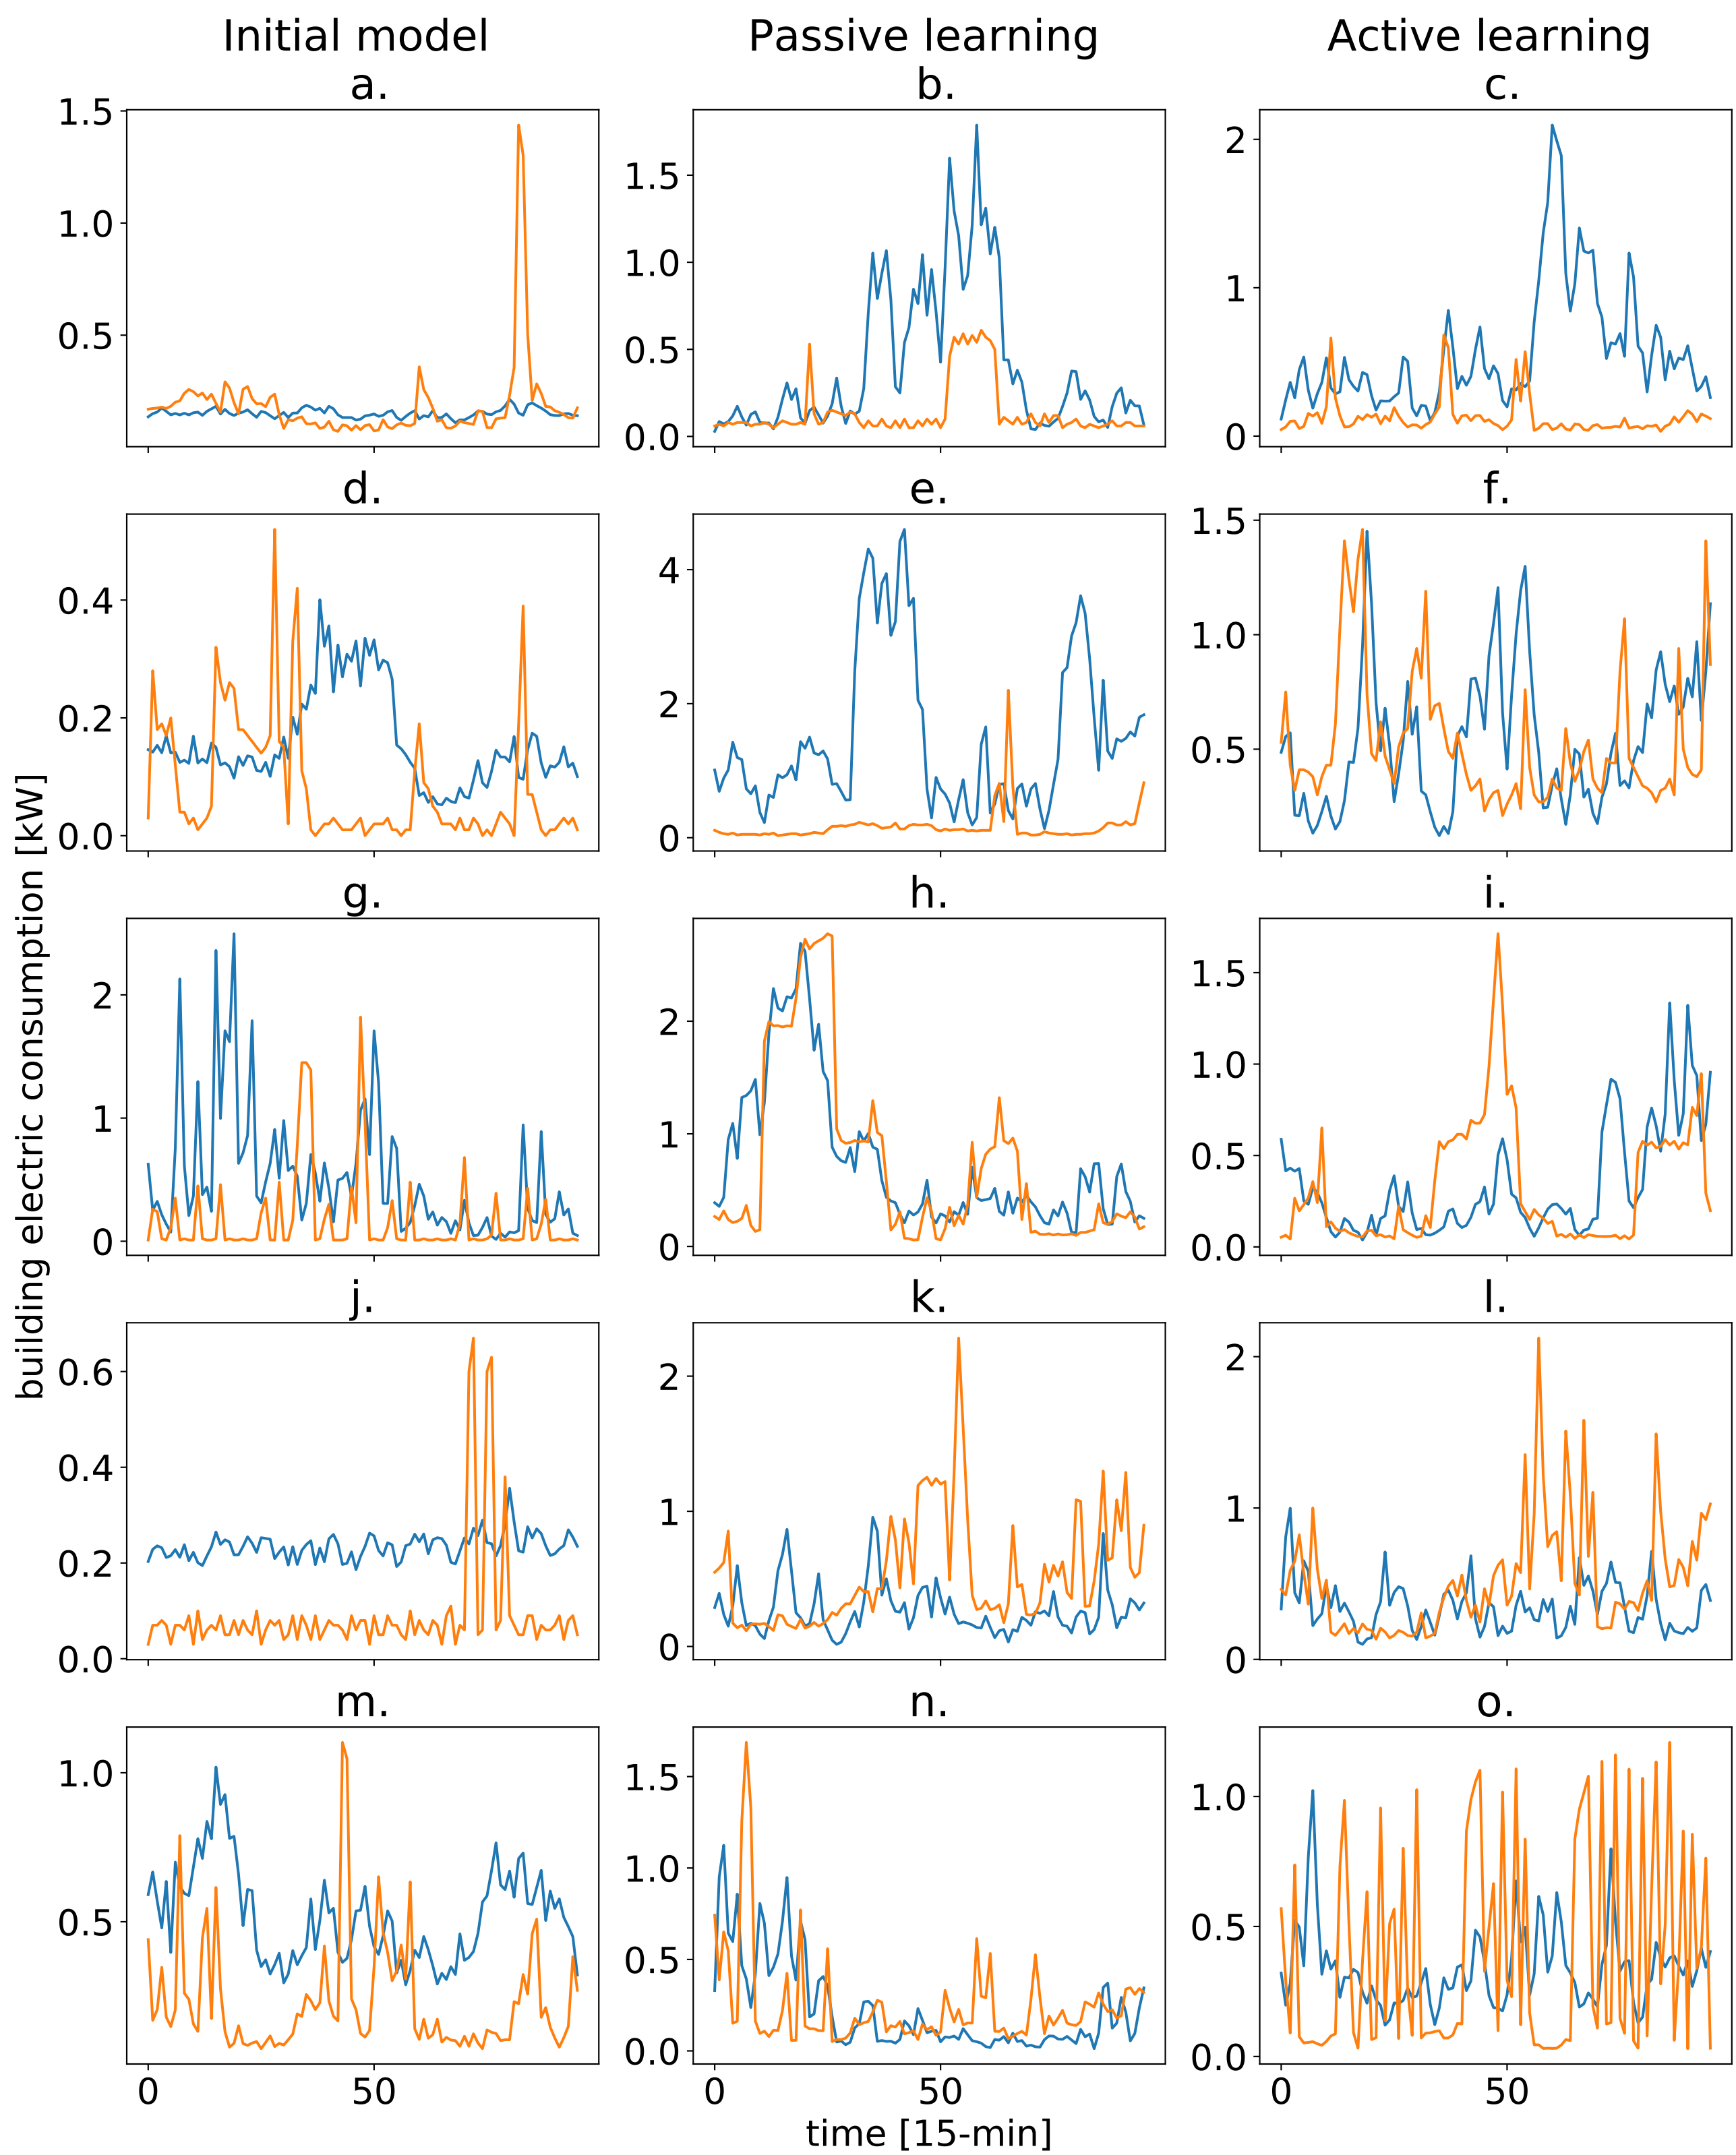 Initial model
Passive learning
Active learning
a.
b.
c.
1.5
1.0
0.5
1.5
1.0
0.5
0.0
2
1
0
d.
e.
f.
0.4
0.2
0.0
4
2
0
1.5
1.0
0.5
g.
h.
i.
2
1
0
2
1
0
1.5
1.0
0.5
0.0
j.
k.
l.
0.6
0.4
0.2
0.0
2
1
0
2
1
0
m.
n.
o.
1.0
0.5
1.5
1.0
0.5
0.0
1.0
0.5
0.0
0 50
0 50
0 50
building electric consumption [kW]
time [15-min]